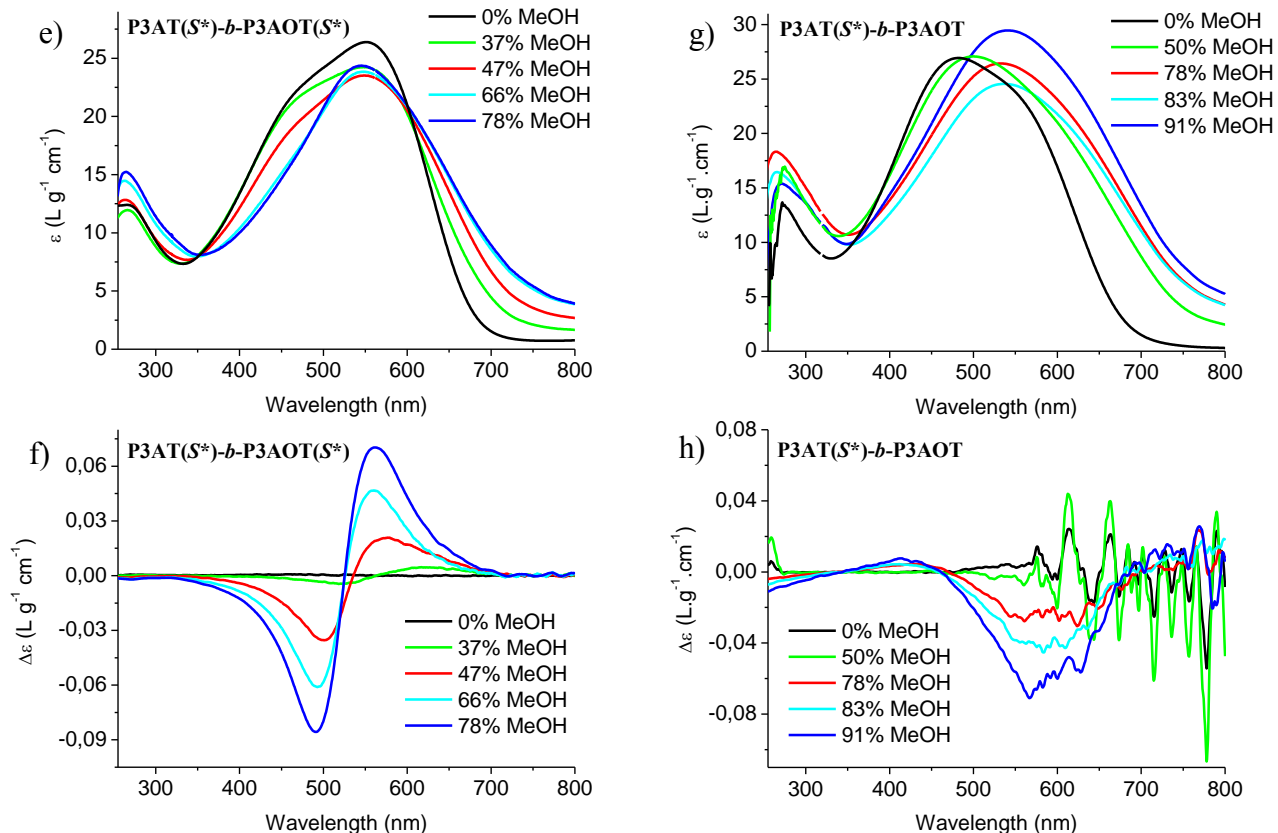 e)
P3AT(S*)-b-P3AOT(S*)
0% MeOH
37% MeOH
47% MeOH
66% MeOH
78% MeOH
ε (L g⁻¹ cm⁻¹)
25
20
15
10
5
0
300 400 500 600 700 800
Wavelength (nm)
g)
P3AT(S*)-b-P3AOT
0% MeOH
50% MeOH
78% MeOH
83% MeOH
91% MeOH
ε (L.g⁻¹.cm⁻¹)
30
25
20
15
10
5
0
300 400 500 600 700 800
Wavelength (nm)
f)
P3AT(S*)-b-P3AOT(S*)
Δε (L g⁻¹ cm⁻¹)
0,06
0,03
0,00
-0,03
-0,06
-0,09
0% MeOH
37% MeOH
47% MeOH
66% MeOH
78% MeOH
300 400 500 600 700 800
Wavelength (nm)
h)
P3AT(S*)-b-P3AOT
Δε (L.g⁻¹.cm⁻¹)
0,08
0,04
0,00
-0,04
-0,08
0% MeOH
50% MeOH
78% MeOH
83% MeOH
91% MeOH
300 400 500 600 700 800
Wavelength (nm)